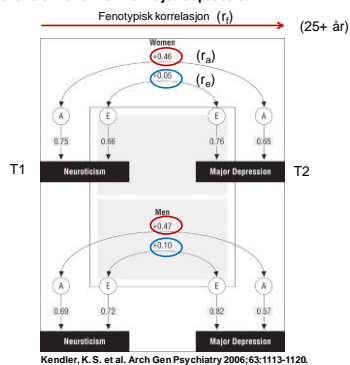 Fenotypisk korrelasjon (rf)
(25+ år)
Women
+0.46 (ra)
+0.05 (re)
A E E A
0.75 0.66 0.76 0.65
T1 Neuroticism Major Depression T2
Men
+0.47
+0.10
A E E A
0.69 0.72 0.82 0.57
Neuroticism Major Depression
Kendler, K. S. et al. Arch Gen Psychiatry 2006;63:1113-1120.